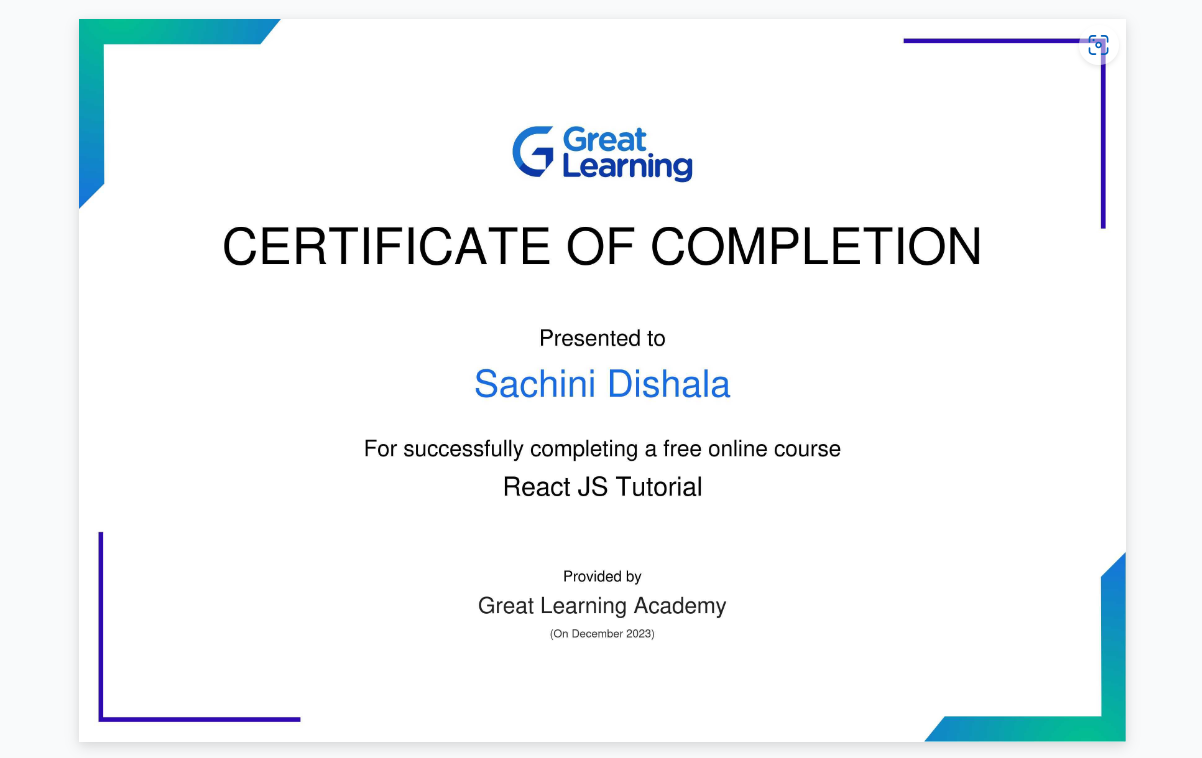 Great
Learning
CERTIFICATE OF COMPLETION
Presented to
Sachini Dishala
For successfully completing a free online course
React JS Tutorial
Provided by
Great Learning Academy
(On December 2023)